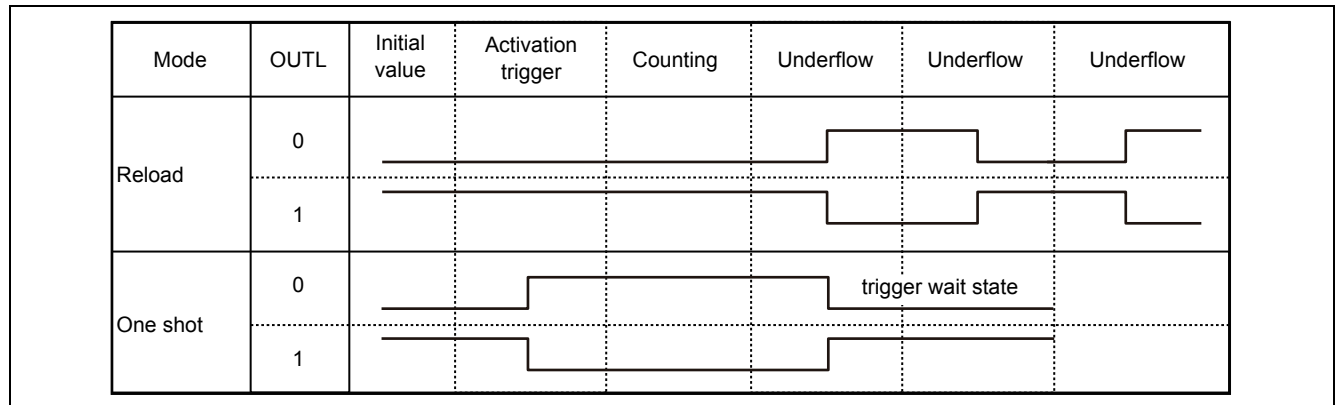 Mode OUTL Initial value Activation trigger Counting Underflow Underflow Underflow
Reload
0
1
One shot
0
trigger wait state
1